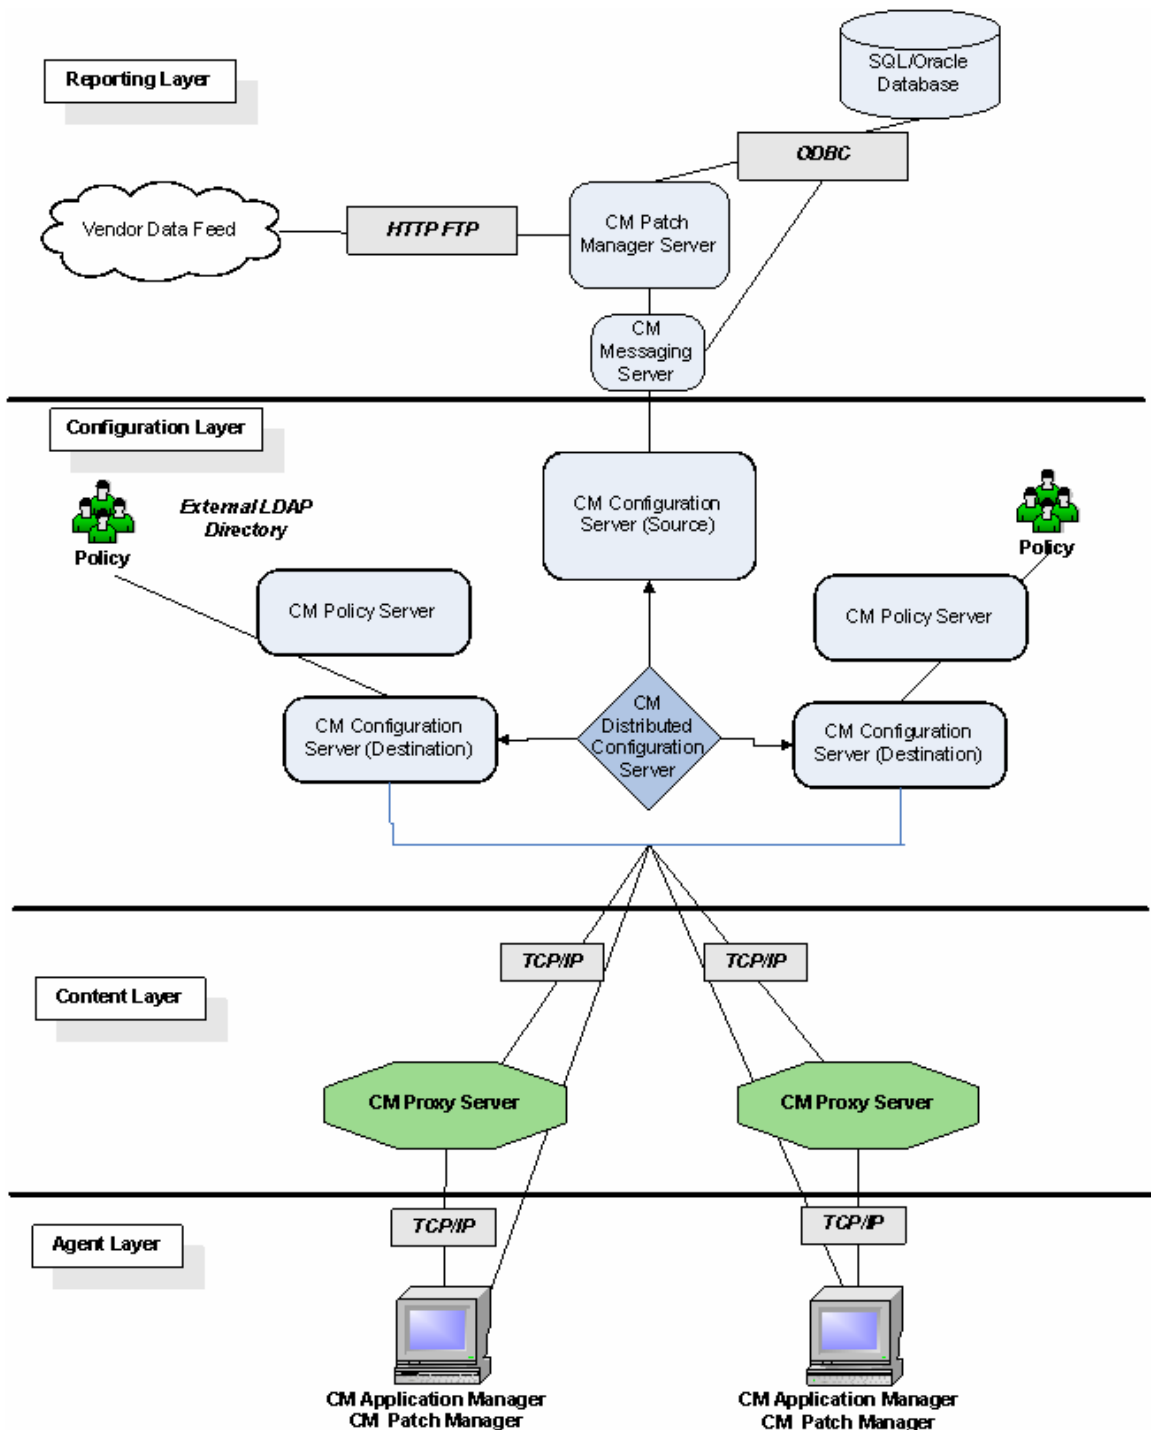 SQL/Oracle
Database
Reporting Layer
ODBC
Vendor Data Feed
HTTP FTP
CM Patch
Manager Server
CM
Messaging
Server
Configuration Layer
External LDAP
Directory
Policy
CM Configuration
Server (Source)
Policy
CM Policy Server
CM Policy Server
CM Configuration
Server (Destination)
CM
Distributed
Configuration
Server
CM Configuration
Server (Destination)
TCP/IP
TCP/IP
Content Layer
CM Proxy Server
CM Proxy Server
Agent Layer
TCP/IP
TCP/IP
CM Application Manager
CM Patch Manager
CM Application Manager
CM Patch Manager